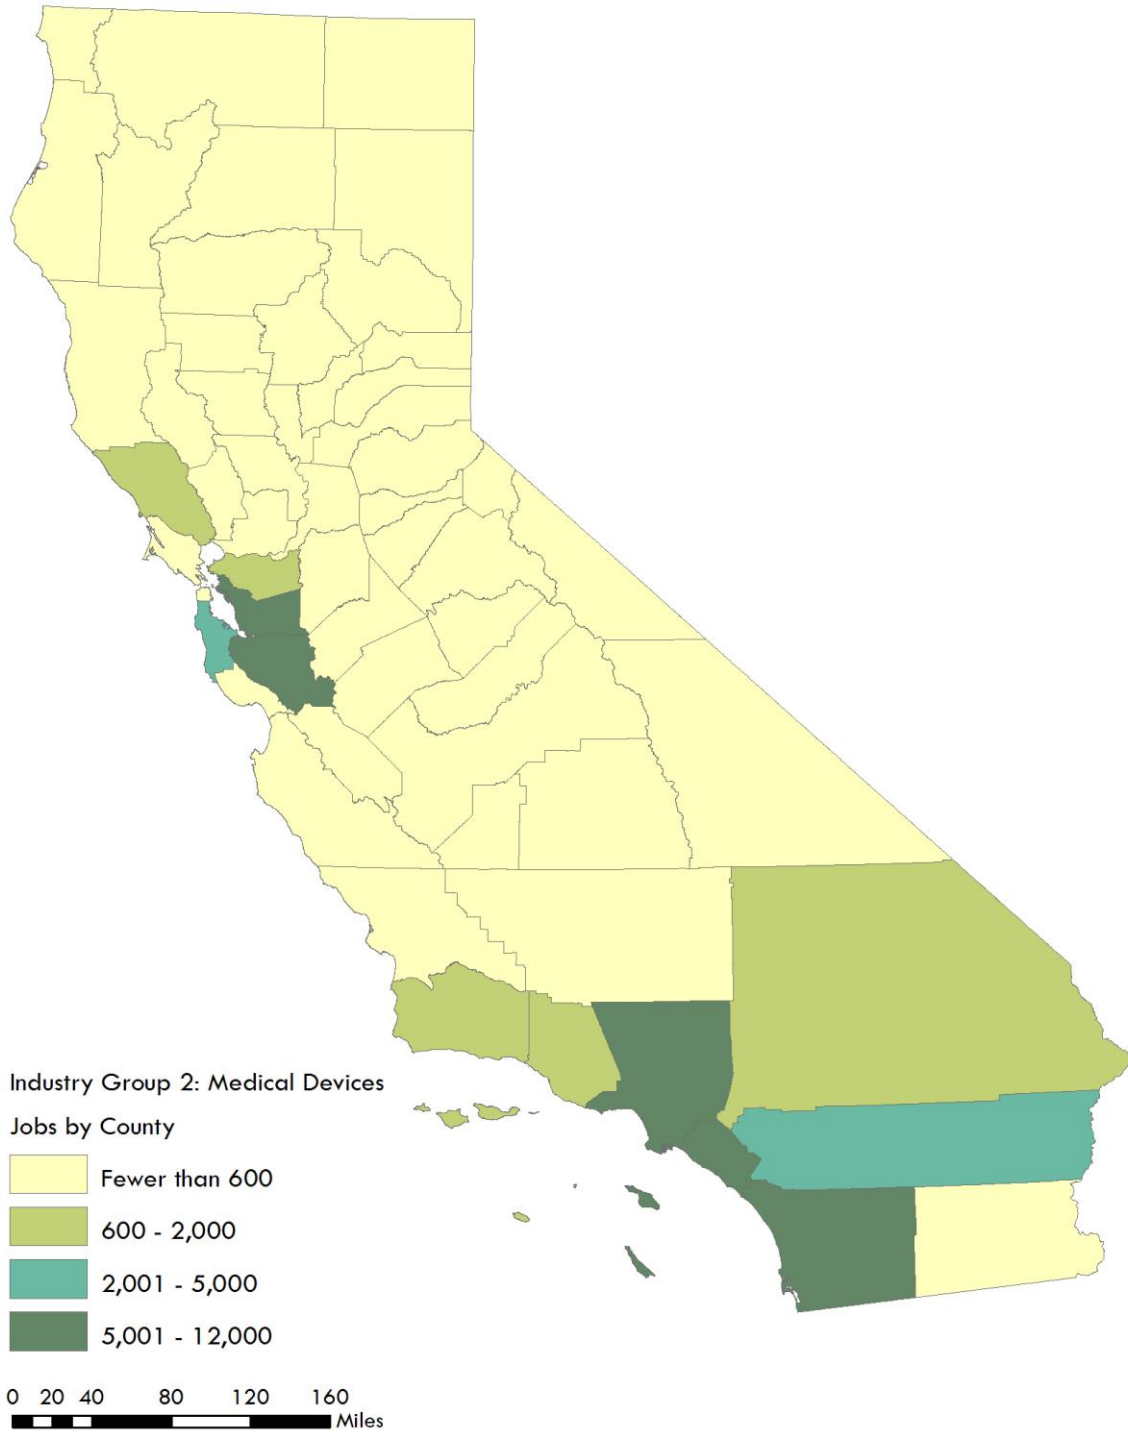 Industry Group 2: Medical Devices
Jobs by County
Fewer than 600
600 - 2,000
2,001 - 5,000
5,001 - 12,000
0 20 40 80 120 160
Miles